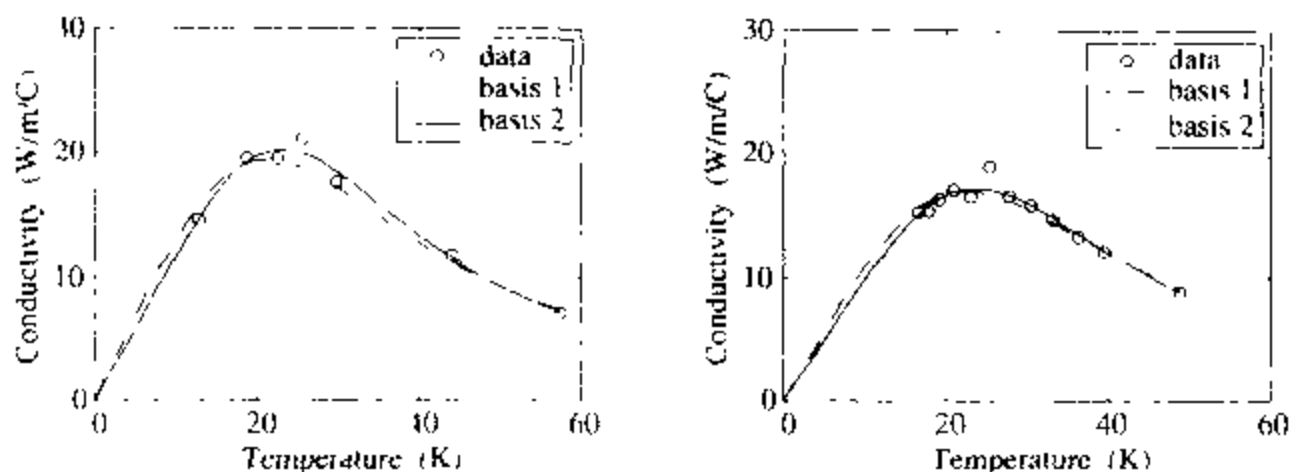 30
data
basis 1
basis 2
20
10
0
Conductivity (W/m/C)
0 20 40 60
Temperature (K)
30
data
basis 1
basis 2
20
10
0
Conductivity (W/m/C)
0 20 40 60
Temperature (K)